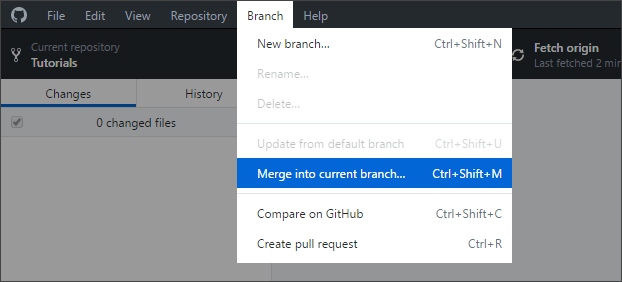 File Edit View Repository Branch Help
Current repository
Tutorials
Fetch origin
Last fetched 2 min
Changes History
0 changed files
New branch... Ctrl+Shift+N
Rename...
Delete...
Update from default branch Ctrl+Shift+U
Merge into current branch... Ctrl+Shift+M
Compare on GitHub Ctrl+Shift+C
Create pull request Ctrl+R